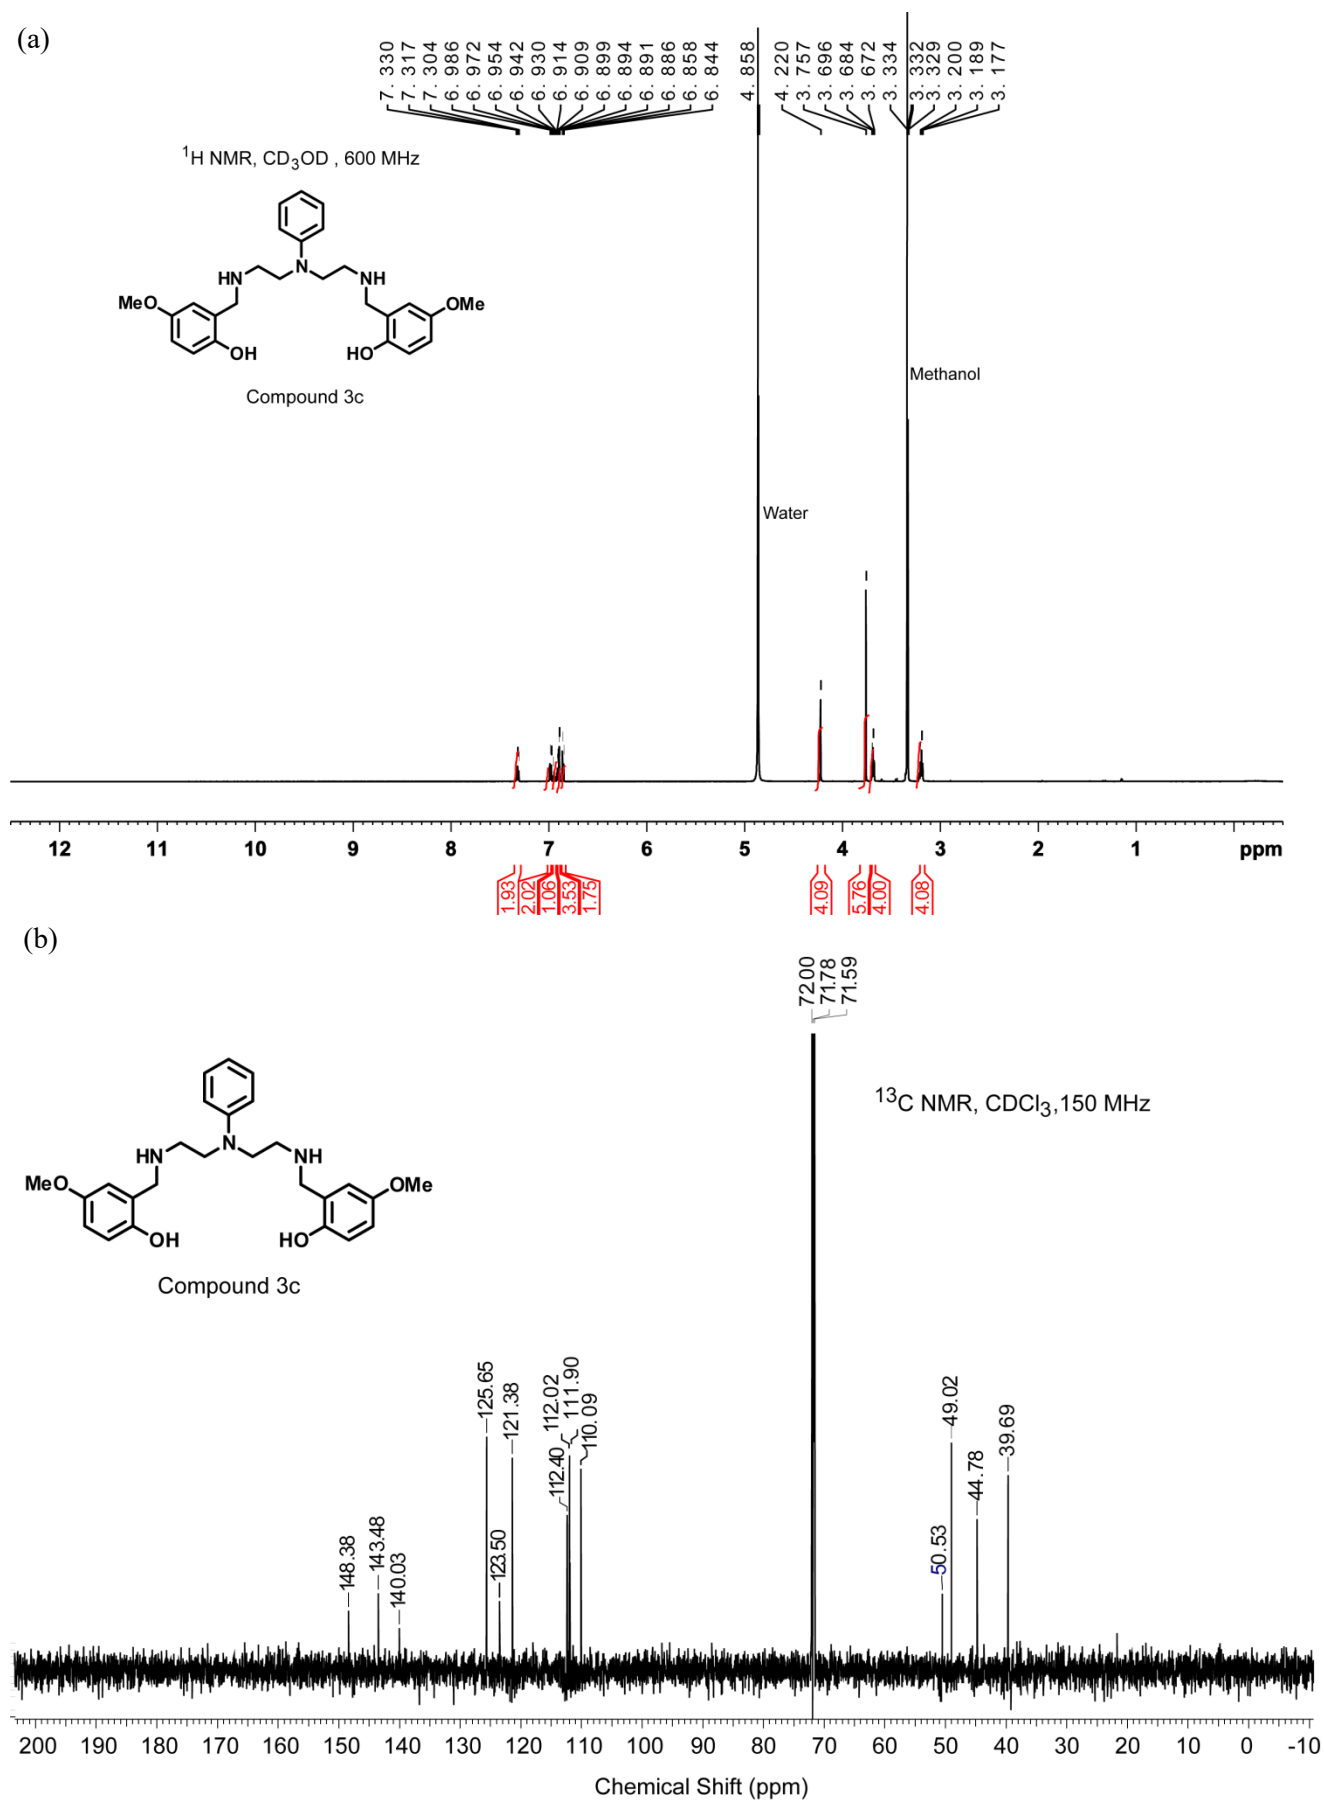 (a)
7. 330
7. 317
7. 304
6. 986
6. 972
6. 954
6. 942
6. 930
6. 914
6. 909
6. 899
6. 894
6. 891
6. 886
6. 858
6. 844
4. 858
4. 220
3. 757
3. 696
3. 684
3. 672
3. 334
3. 332
3. 329
3. 200
3. 189
3. 177
1H NMR, CD3OD , 600 MHz
N
HN
NH
MeO
OMe
OH
HO
Compound 3c
Methanol
Water
12 11 10 9 8 7 6 5 4 3 2 1 ppm
1.93
2.02
1.06
3.53
1.75
4.09
5.76
4.00
4.08
(b)
72.00
71.78
71.59
13C NMR, CDCl3,150 MHz
N
HN
NH
MeO
OMe
OH
HO
Compound 3c
148.38
143.48
140.03
125.65
123.50
121.38
112.40
112.02
111.90
110.09
50.53
49.02
44.78
39.69
200 190 180 170 160 150 140 130 120 110 100 90 80 70 60 50 40 30 20 10 0 -10
Chemical Shift (ppm)